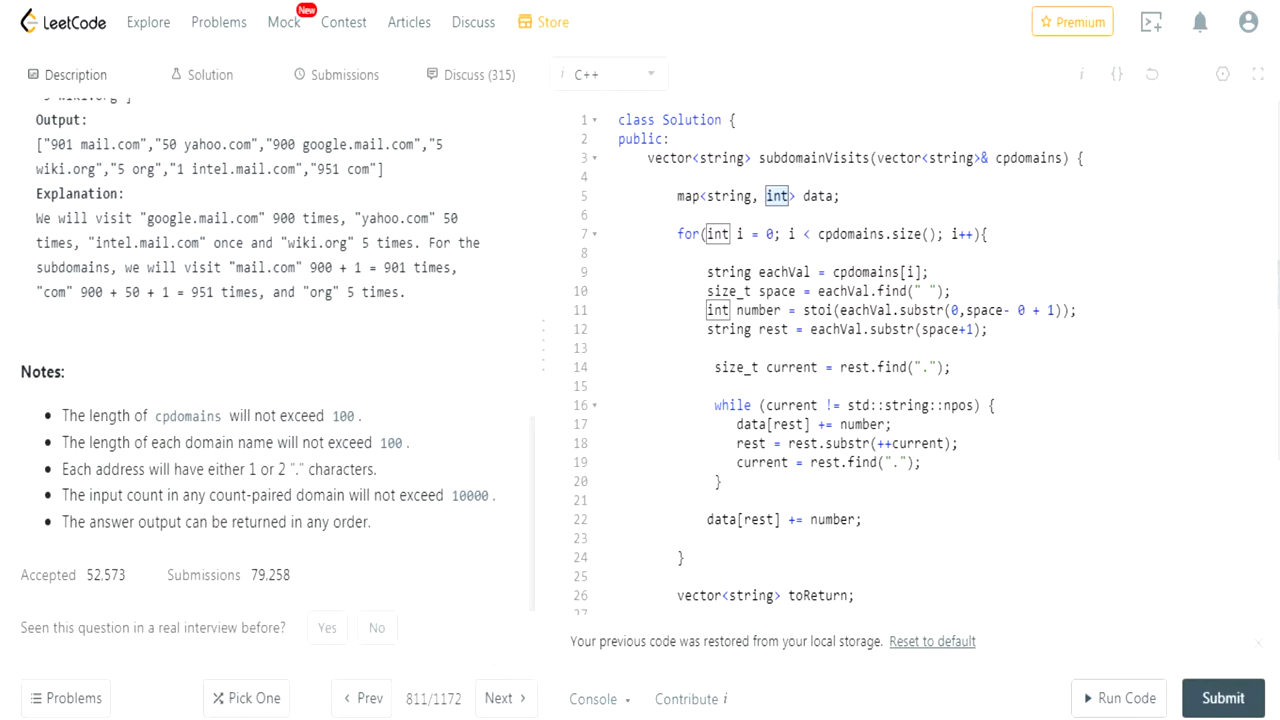 LeetCode Explore Problems Mock New Contest Articles Discuss Store Premium
Description Solution Submissions Discuss (315) i C++ i {}
Output:
["901 mail.com","50 yahoo.com","900 google.mail.com","5
wiki.org","5 org","1 intel.mail.com","951 com"]
Explanation:
We will visit "google.mail.com" 900 times, "yahoo.com" 50
times, "intel.mail.com" once and "wiki.org" 5 times. For the
subdomains, we will visit "mail.com" 900 + 1 = 901 times,
"com" 900 + 50 + 1 = 951 times, and "org" 5 times.
Notes:
• The length of cpdomains will not exceed 100.
• The length of each domain name will not exceed 100.
• Each address will have either 1 or 2 "." characters.
• The input count in any count-paired domain will not exceed 10000.
• The answer output can be returned in any order.
Accepted 52,573 Submissions 79,258
Seen this question in a real interview before? Yes No
Problems Pick One Prev 811/1172 Next
1 class Solution {
2 public:
3 vector<string> subdomainVisits(vector<string>& cpdomains) {
4
5 map<string, int> data;
6
7 for(int i = 0; i < cpdomains.size(); i++){
8
9 string eachVal = cpdomains[i];
10 size_t space = eachVal.find(" ");
11 int number = stoi(eachVal.substr(0,space- 0 + 1));
12 string rest = eachVal.substr(space+1);
13
14 size_t current = rest.find(".");
15
16 while (current != std::string::npos) {
17 data[rest] += number;
18 rest = rest.substr(++current);
19 current = rest.find(".");
20 }
21
22 data[rest] += number;
23
24 }
25
26 vector<string> toReturn;
Your previous code was restored from your local storage. Reset to default
Console Contribute i Run Code Submit